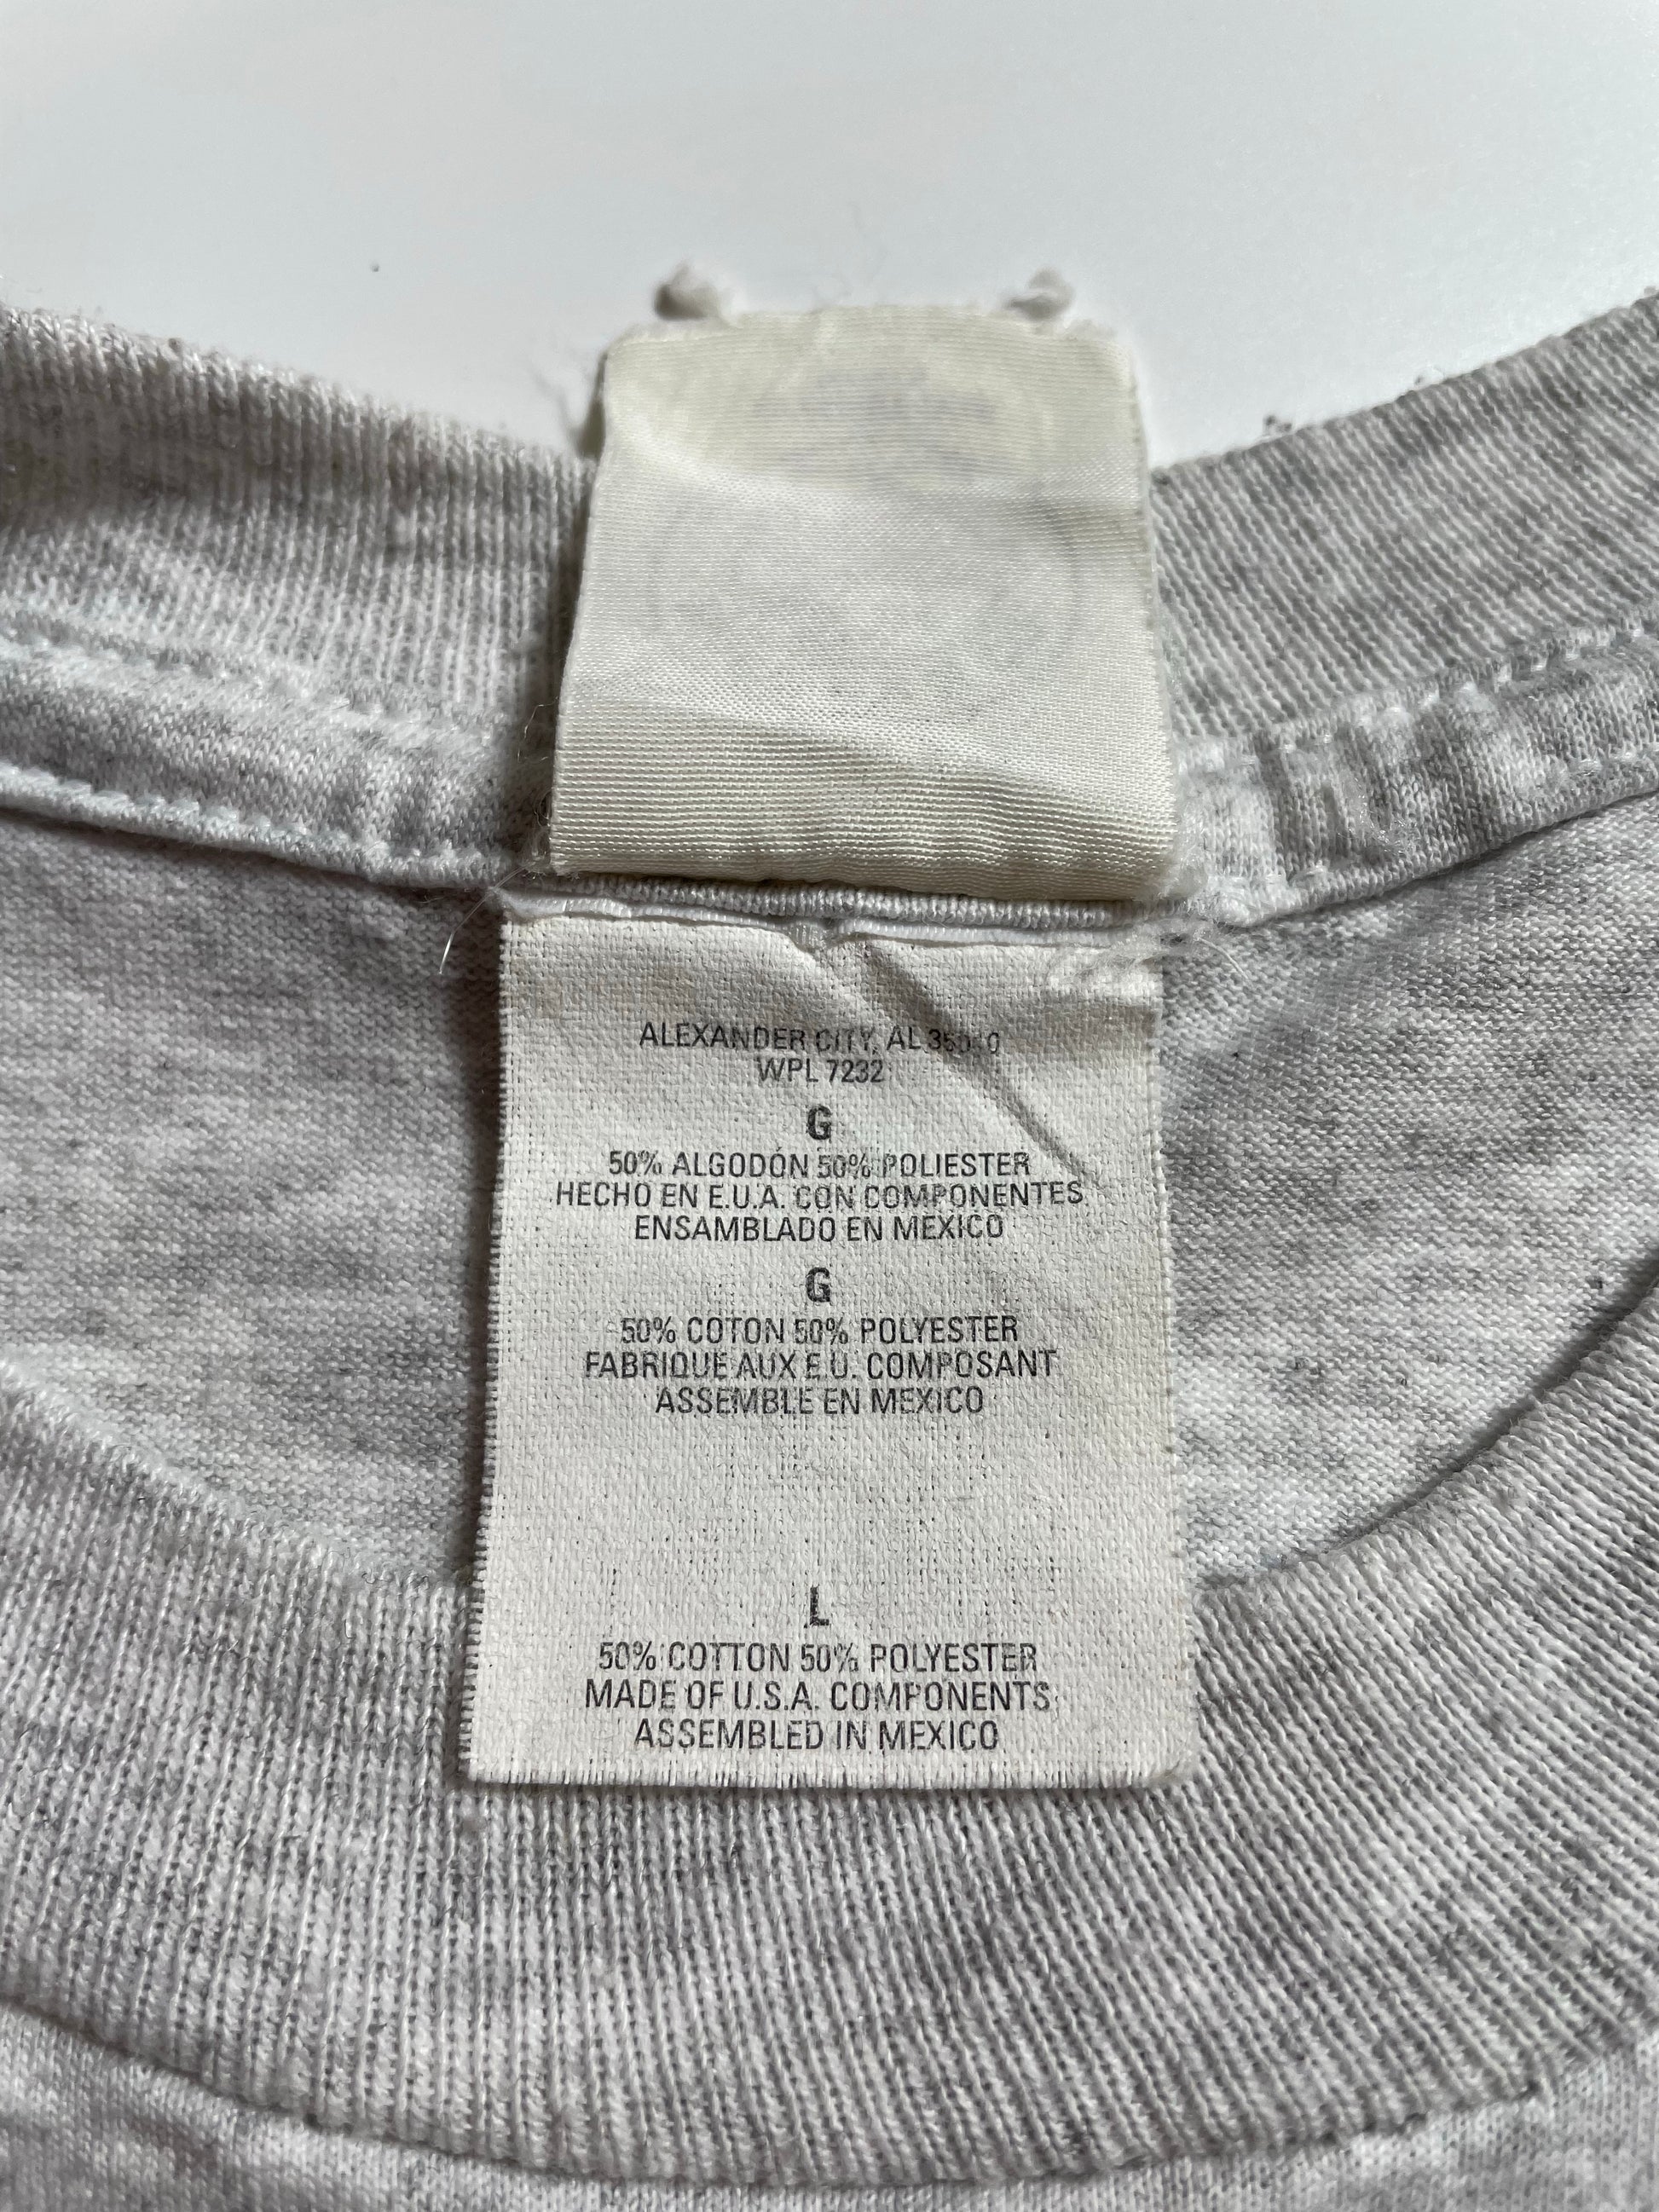 ALEXANDER CITY, AL
WPL 7232
G
50% ALGODÓN 50% POLIESTER
HECHO EN E.U.A. CON COMPONENTES
ENSAMBLADO EN MEXICO
G
50% COTON 50% POLYESTER
FABRIQUE AUX E.U. COMPOSANT
ASSEMBLE EN MEXICO
L
50% COTTON 50% POLYESTER
MADE OF U.S.A. COMPONENTS
ASSEMBLED IN MEXICO